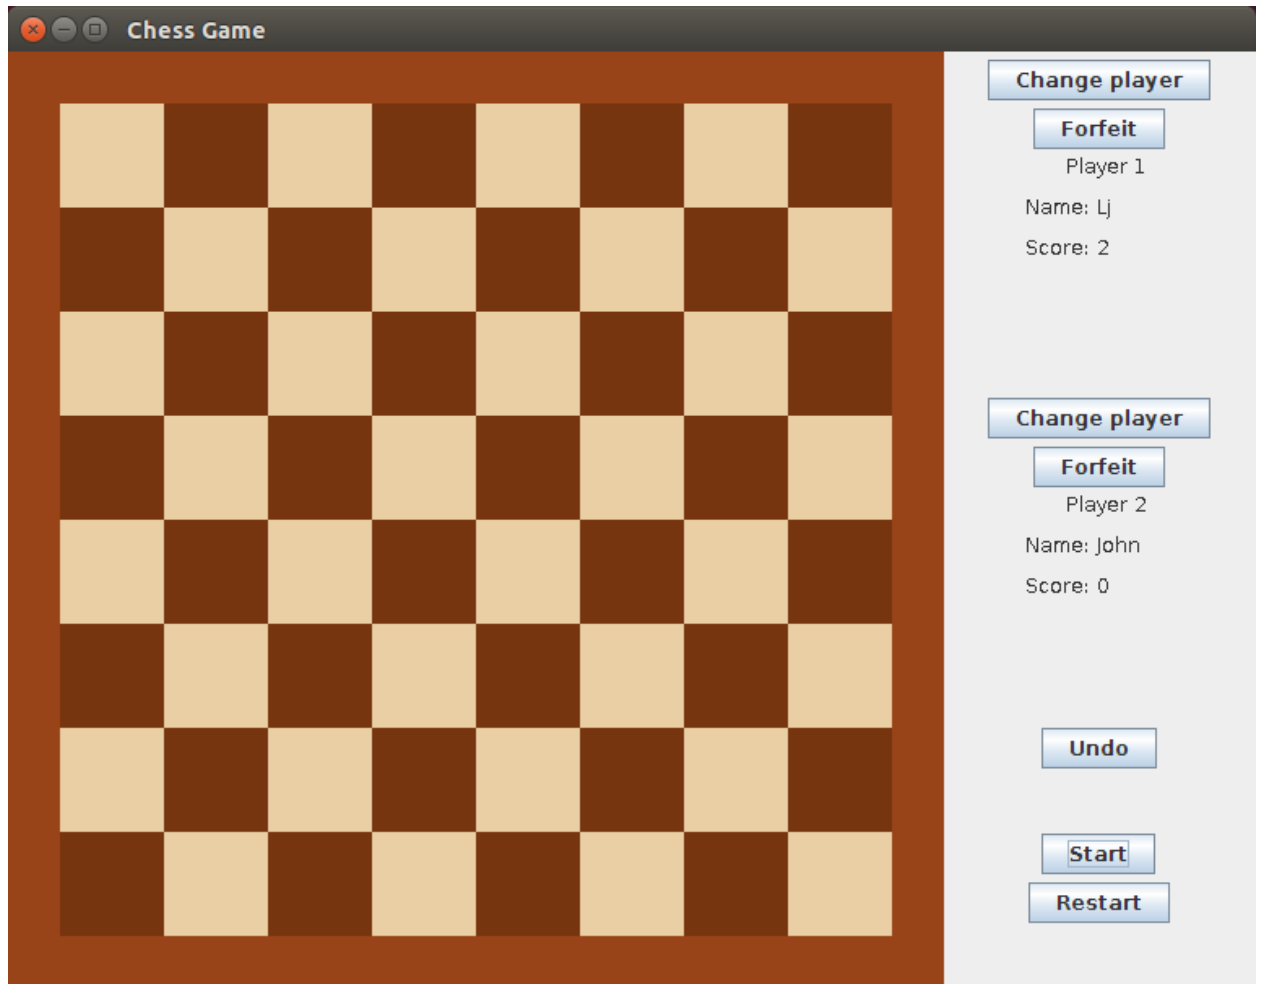 Chess Game
Change player
Forfeit
Player 1
Name: Lj
Score: 2
Change player
Forfeit
Player 2
Name: John
Score: 0
Undo
Start
Restart